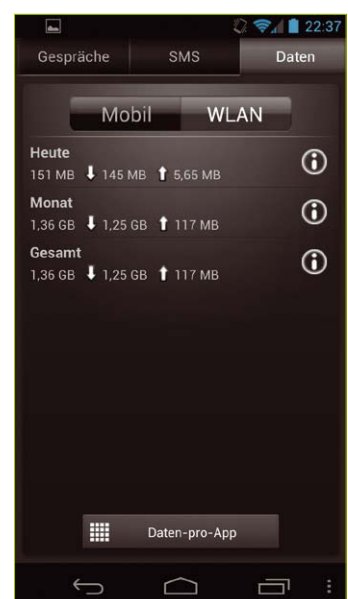 22:37
Gespräche SMS Daten
Mobil WLAN
Heute
151 MB 145 MB 5,65 MB
Monat
1,36 GB 1,25 GB 117 MB
Gesamt
1,36 GB 1,25 GB 117 MB
Daten-pro-App